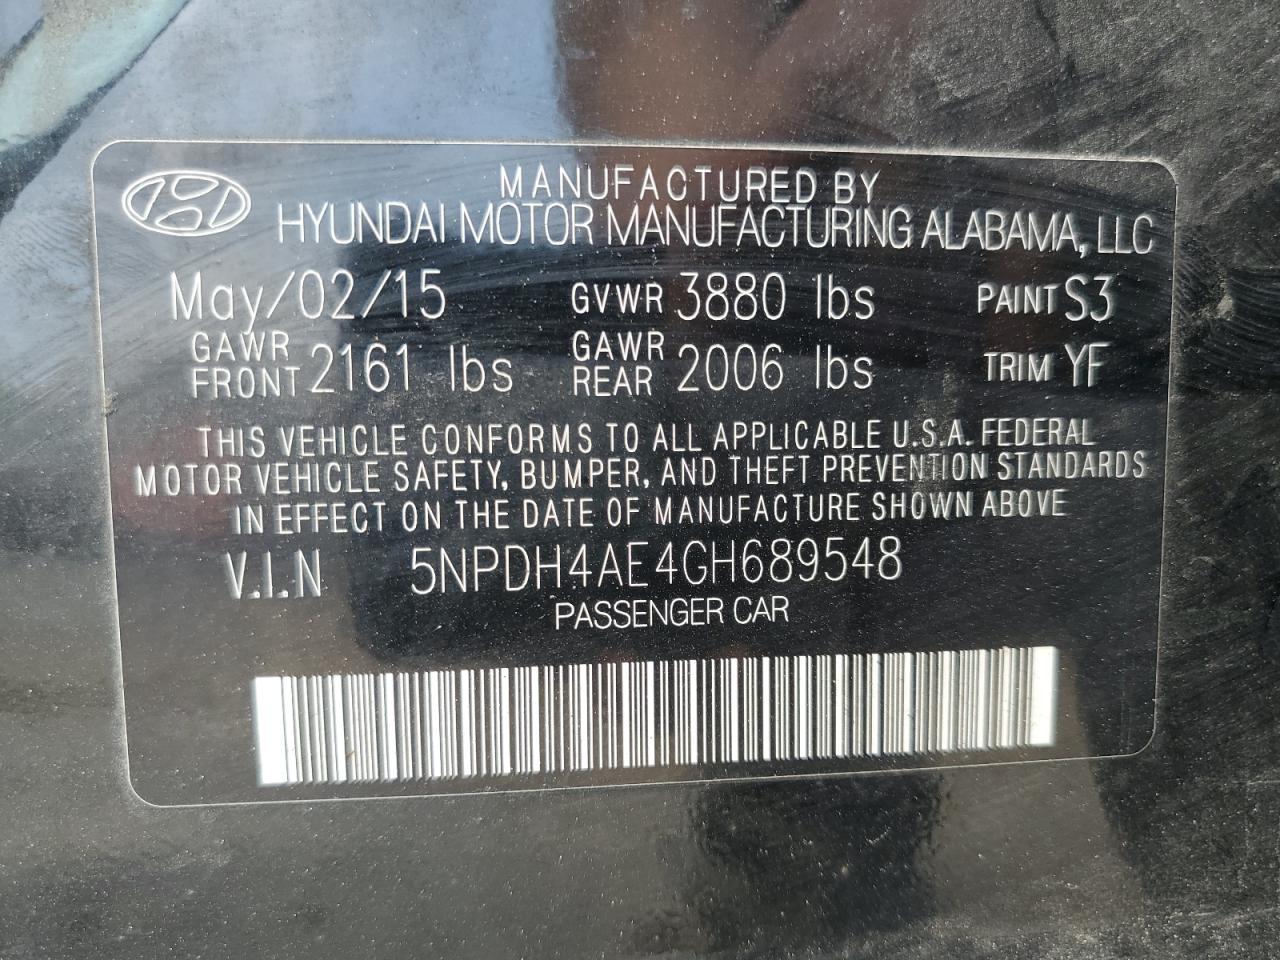 MANUFACTURED BY
HYUNDAI MOTOR MANUFACTURING ALABAMA, LLC
May/02/15 GVWR 3880 lbs PAINT S3
GAWR FRONT 2161 lbs GAWR REAR 2006 lbs TRIM YF
THIS VEHICLE CONFORMS TO ALL APPLICABLE U.S.A. FEDERAL
MOTOR VEHICLE SAFETY, BUMPER, AND THEFT PREVENTION STANDARDS
IN EFFECT ON THE DATE OF MANUFACTURE SHOWN ABOVE
V.I.N 5NPDH4AE4GH689548
PASSENGER CAR